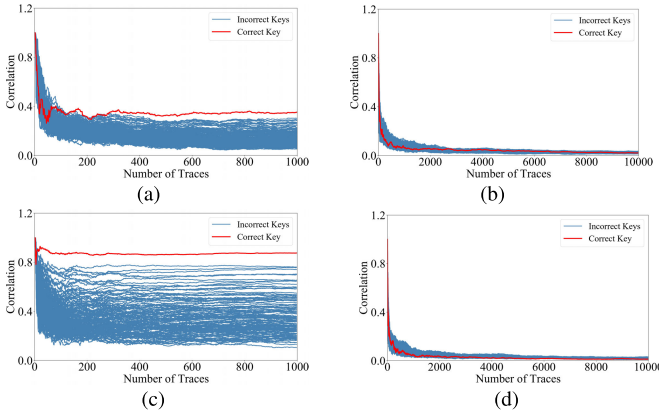 1.2
Incorrect Keys
Correct Key
0.8
Correlation
0.4
0.0
0 200 400 600 800 1000
Number of Traces
(a)
1.2
Incorrect Keys
Correct Key
0.8
Correlation
0.4
0.0
0 2000 4000 6000 8000 10000
Number of Traces
(b)
1.2
Incorrect Keys
Correct Key
0.8
Correlation
0.4
0.0
0 200 400 600 800 1000
Number of Traces
(c)
1.2
Incorrect Keys
Correct Key
0.8
Correlation
0.4
0.0
0 2000 4000 6000 8000 10000
Number of Traces
(d)